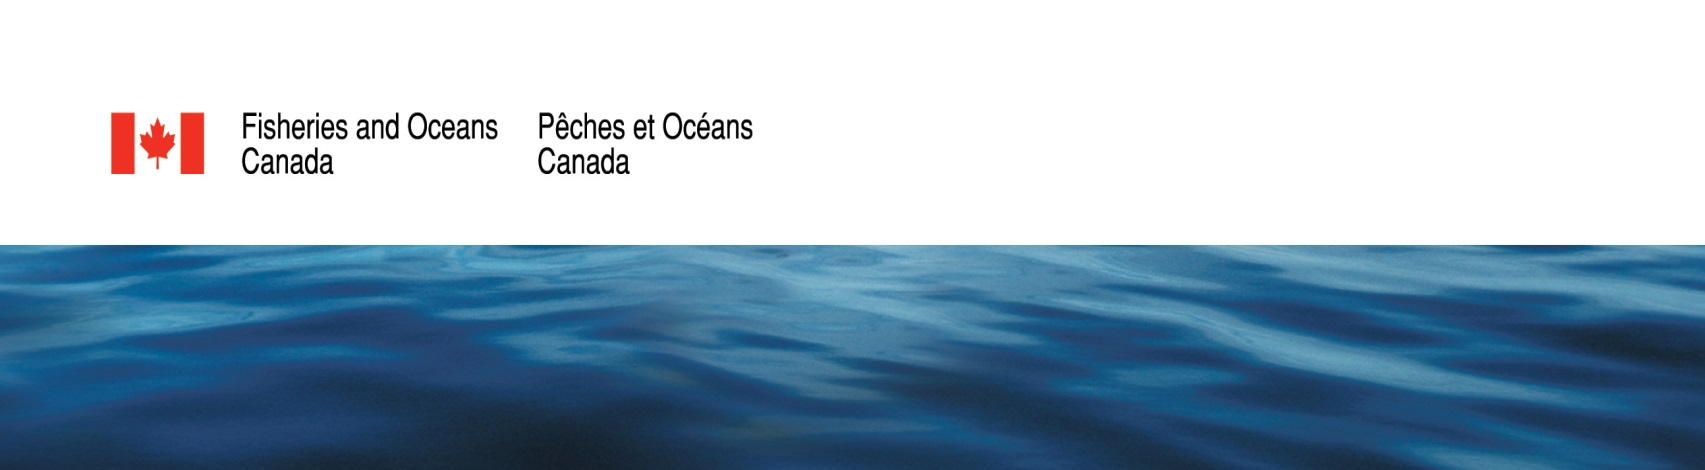 Fisheries and Oceans
Canada
Pêches et Océans
Canada